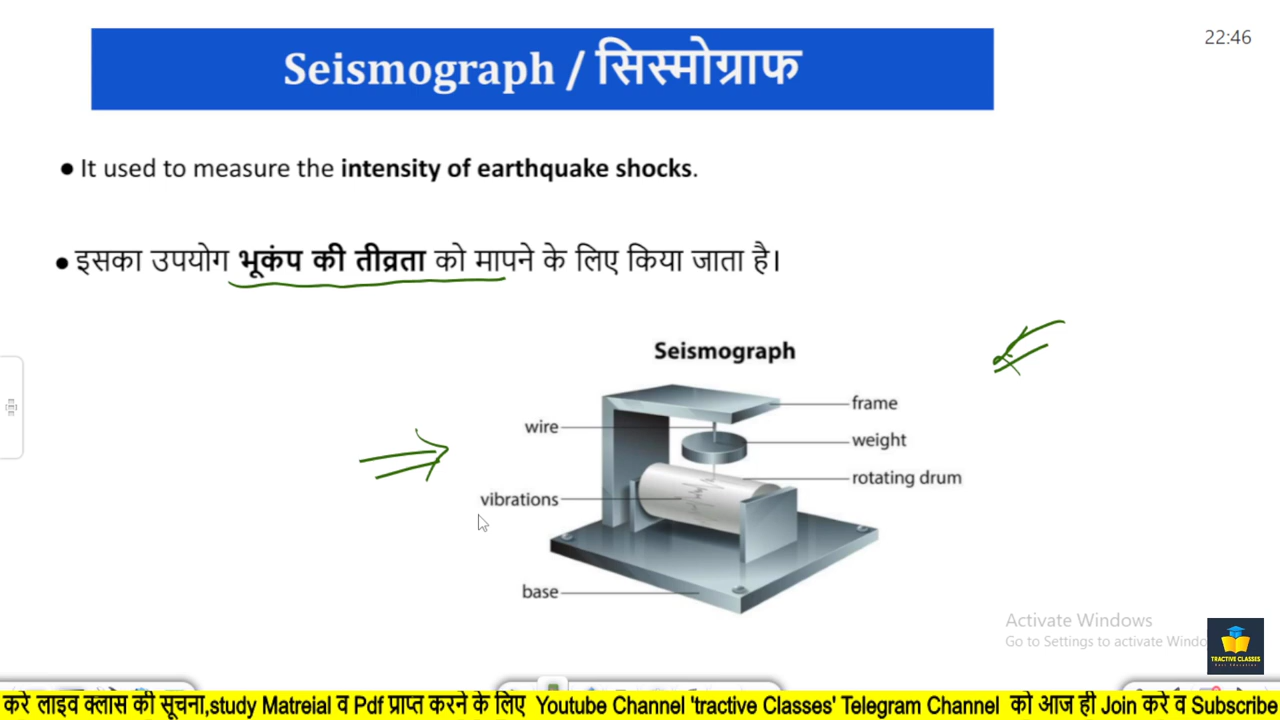 22:46
Seismograph / सिस्मोग्राफ
● It used to measure the intensity of earthquake shocks.
● इसका उपयोग भूकंप की तीव्रता को मापने के लिए किया जाता है।
Seismograph
frame
wire
weight
rotating drum
vibrations
base
Activate Windows
Go to Settings to activate Windo
TRACTIVE CLASSES
करे लाइव क्लास की सूचना,study Matreial व Pdf प्राप्त करने के लिए Youtube Channel 'tractive Classes' Telegram Channel को आज ही Join करे व Subscribe